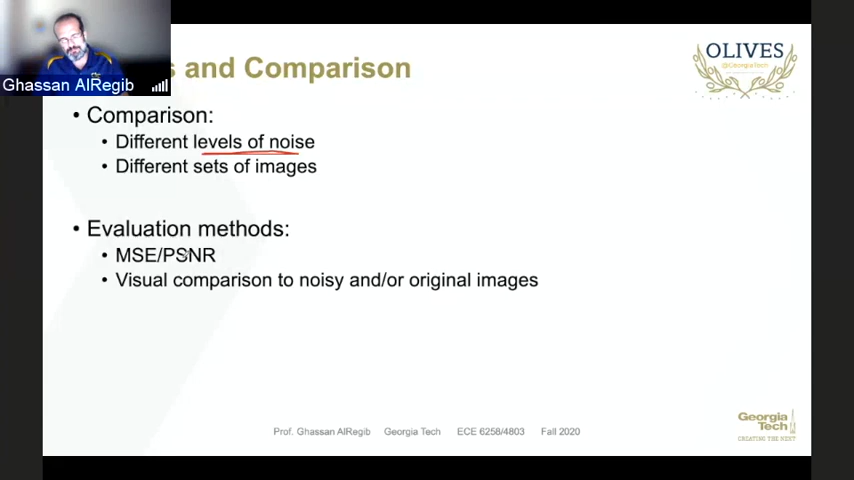 Ghassan AlRegib
and Comparison
OLIVES
@GeorgiaTech
• Comparison:
• Different levels of noise
• Different sets of images
• Evaluation methods:
• MSE/PSNR
• Visual comparison to noisy and/or original images
Prof. Ghassan AlRegib Georgia Tech ECE 6258/4803 Fall 2020
Georgia
Tech
CREATING THE NEXT